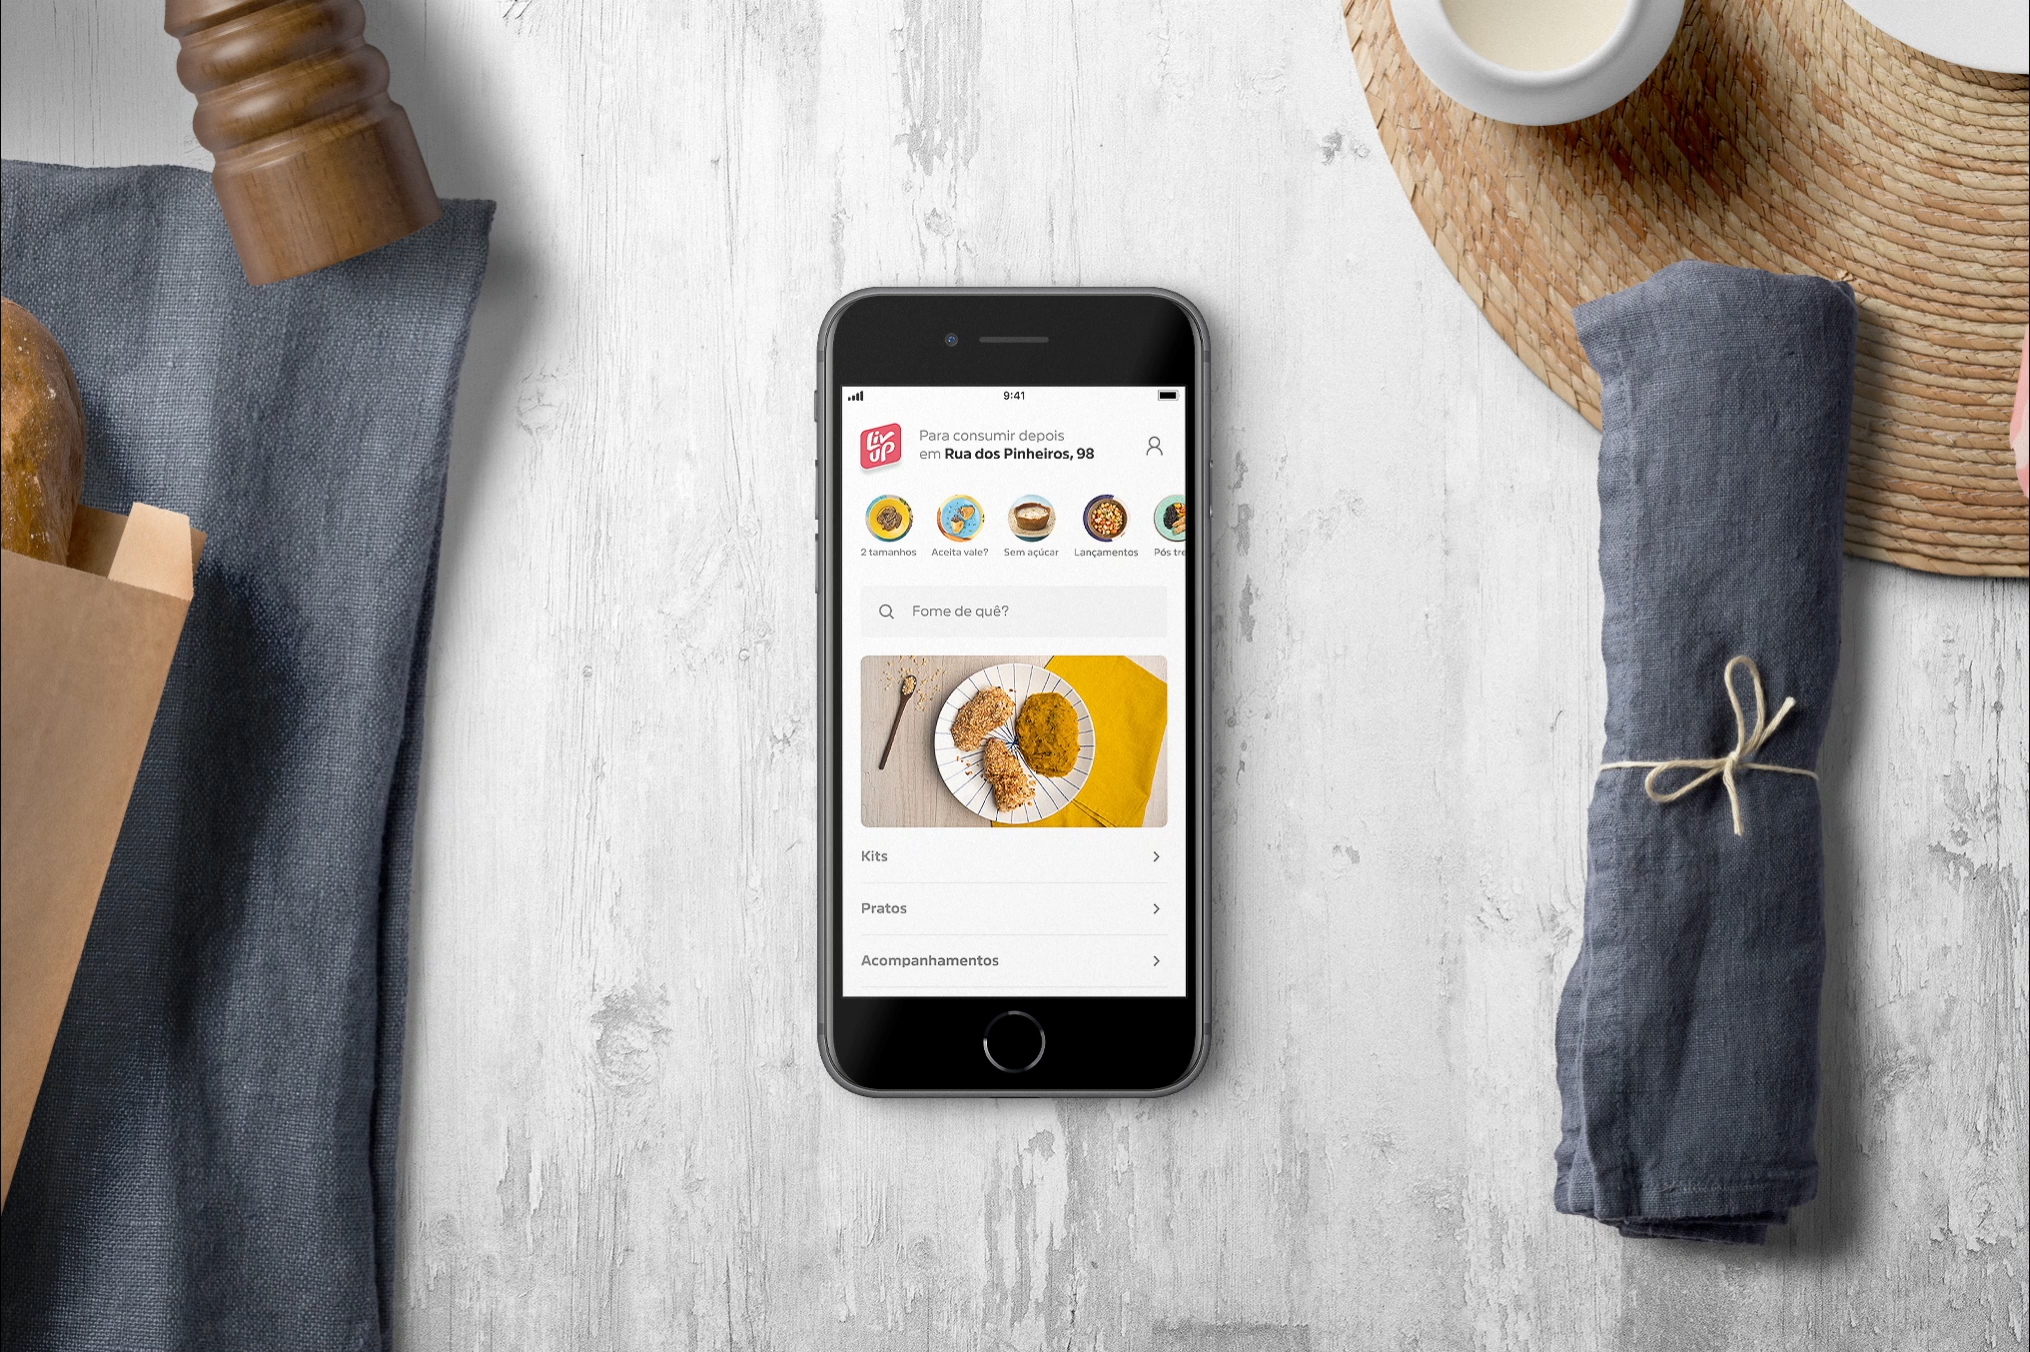 9:41
Liv
up
Para consumir depois
em Rua dos Pinheiros, 98
2 tamanhos
Aceita vale?
Sem açúcar
Lançamentos
Pós tre
Fome de quê?
Kits
Pratos
Acompanhamentos